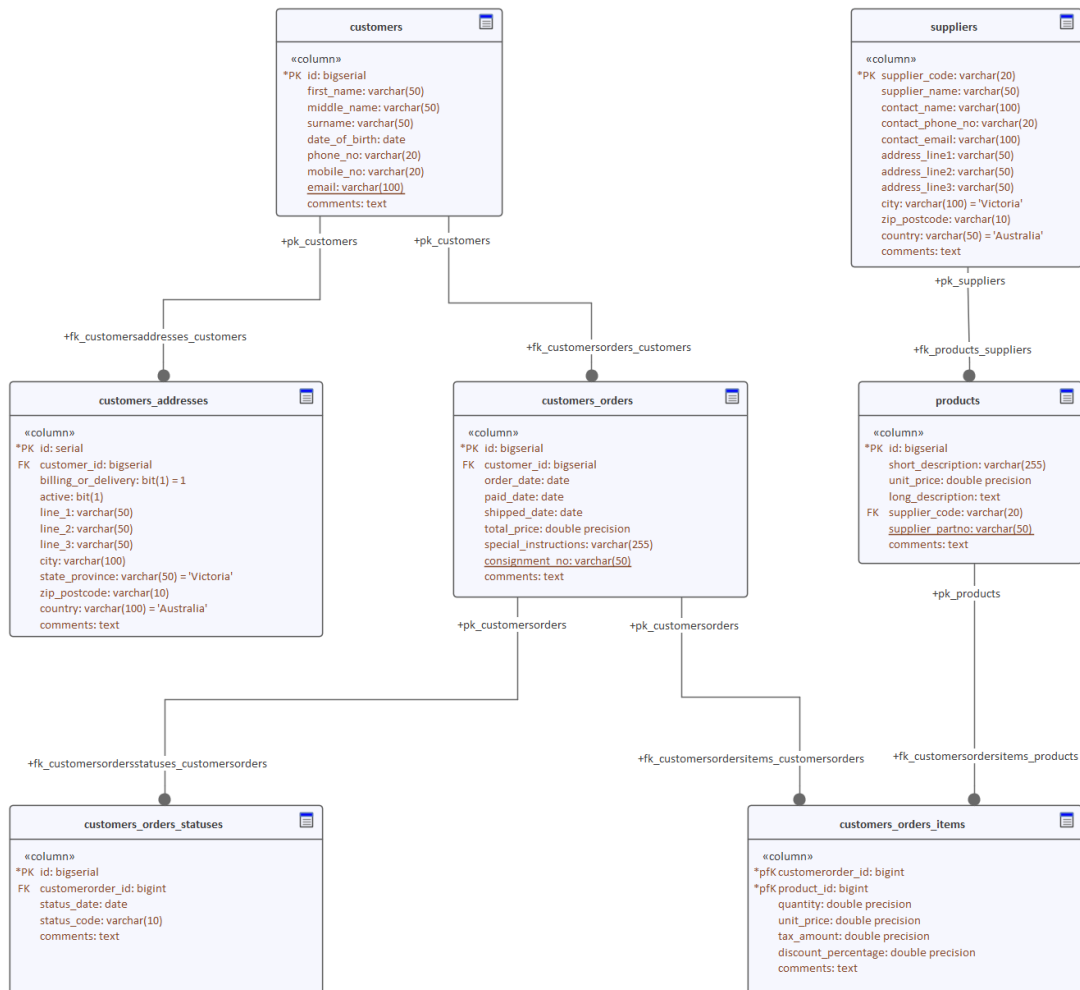 customers
«column»
*PK id: bigserial
first_name: varchar(50)
middle_name: varchar(50)
surname: varchar(50)
date_of_birth: date
phone_no: varchar(20)
mobile_no: varchar(20)
email: varchar(100)
comments: text
suppliers
«column»
*PK supplier_code: varchar(20)
supplier_name: varchar(50)
contact_name: varchar(100)
contact_phone_no: varchar(20)
contact_email: varchar(100)
address_line1: varchar(50)
address_line2: varchar(50)
address_line3: varchar(50)
city: varchar(100) = 'Victoria'
zip_postcode: varchar(10)
country: varchar(50) = 'Australia'
comments: text
+pk_customers
+pk_customers
+pk_suppliers
+fk_customersaddresses_customers
+fk_customersorders_customers
+fk_products_suppliers
customers_addresses
«column»
*PK id: serial
FK customer_id: bigserial
billing_or_delivery: bit(1) = 1
active: bit(1)
line_1: varchar(50)
line_2: varchar(50)
line_3: varchar(50)
city: varchar(100)
state_province: varchar(50) = 'Victoria'
zip_postcode: varchar(10)
country: varchar(100) = 'Australia'
comments: text
customers_orders
«column»
*PK id: bigserial
FK customer_id: bigserial
order_date: date
paid_date: date
shipped_date: date
total_price: double precision
special_instructions: varchar(255)
consignment_no: varchar(50)
comments: text
products
«column»
*PK id: bigserial
short_description: varchar(255)
unit_price: double precision
long_description: text
FK supplier_code: varchar(20)
supplier_partno: varchar(50)
comments: text
+pk_customersorders
+pk_customersorders
+pk_products
+fk_customersordersstatuses_customersorders
+fk_customersordersitems_customersorders
+fk_customersordersitems_products
customers_orders_statuses
«column»
*PK id: bigserial
FK customerorder_id: bigint
status_date: date
status_code: varchar(10)
comments: text
customers_orders_items
«column»
*pfK customerorder_id: bigint
*pfK product_id: bigint
quantity: double precision
unit_price: double precision
tax_amount: double precision
discount_percentage: double precision
comments: text